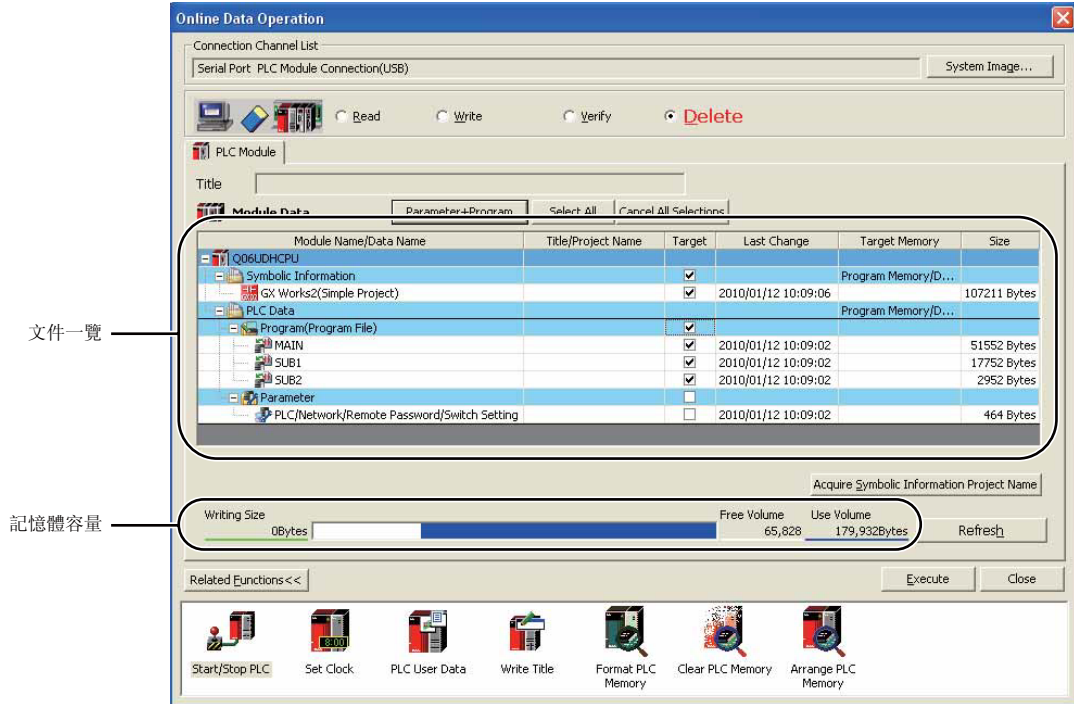 Online Data Operation
Connection Channel List
Serial Port PLC Module Connection(USB)
System Image...
Read Write Verify Delete
PLC Module
Title
Module Data Parameter+Program Select All Cancel All Selections
Module Name/Data Name Title/Project Name Target Last Change Target Memory Size
Q06UDHCPU
Symbolic Information Program Memory/D...
GX Works2(Simple Project) 2010/01/12 10:09:06 107211 Bytes
PLC Data Program Memory/D...
Program(Program File)
文件一覽
MAIN 2010/01/12 10:09:02 51552 Bytes
SUB1 2010/01/12 10:09:02 17752 Bytes
SUB2 2010/01/12 10:09:02 2952 Bytes
Parameter
PLC/Network/Remote Password/Switch Setting 2010/01/12 10:09:02 464 Bytes
Acquire Symbolic Information Project Name
記憶體容量
Writing Size Free Volume Use Volume
0Bytes 65,828 179,932Bytes Refresh
Related Functions<< Execute Close
8:00
Start/Stop PLC Set Clock PLC User Data Write Title Format PLC Clear PLC Memory Arrange PLC
Memory Memory